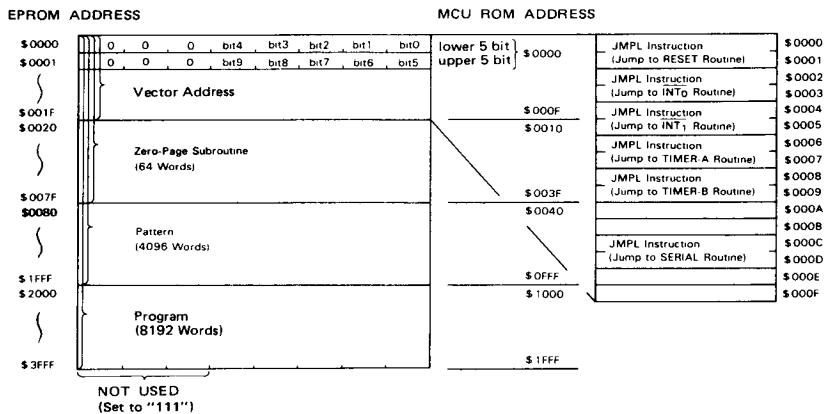 EPROM ADDRESS
MCU ROM ADDRESS
$0000
0 0 0 bit4 bit3 bit2 bit1 bit0
$0001
0 0 0 bit9 bit8 bit7 bit6 bit5
lower 5 bit
upper 5 bit
$0000
Vector Address
$001F
$000F
$0020
$0010
Zero-Page Subroutine
(64 Words)
$007F
$003F
$0080
$0040
Pattern
(4096 Words)
$1FFF
$0FFF
$2000
$1000
Program
(8192 Words)
$3FFF
$1FFF
NOT USED
(Set to "111")
JMPL Instruction
(Jump to RESET Routine)
$0000
$0001
JMPL Instruction
(Jump to INT0 Routine)
$0002
$0003
JMPL Instruction
(Jump to INT1 Routine)
$0004
$0005
JMPL Instruction
(Jump to TIMER-A Routine)
$0006
$0007
JMPL Instruction
(Jump to TIMER-B Routine)
$0008
$0009
$000A
$000B
JMPL Instruction
(Jump to SERIAL Routine)
$000C
$000D
$000E
$000F